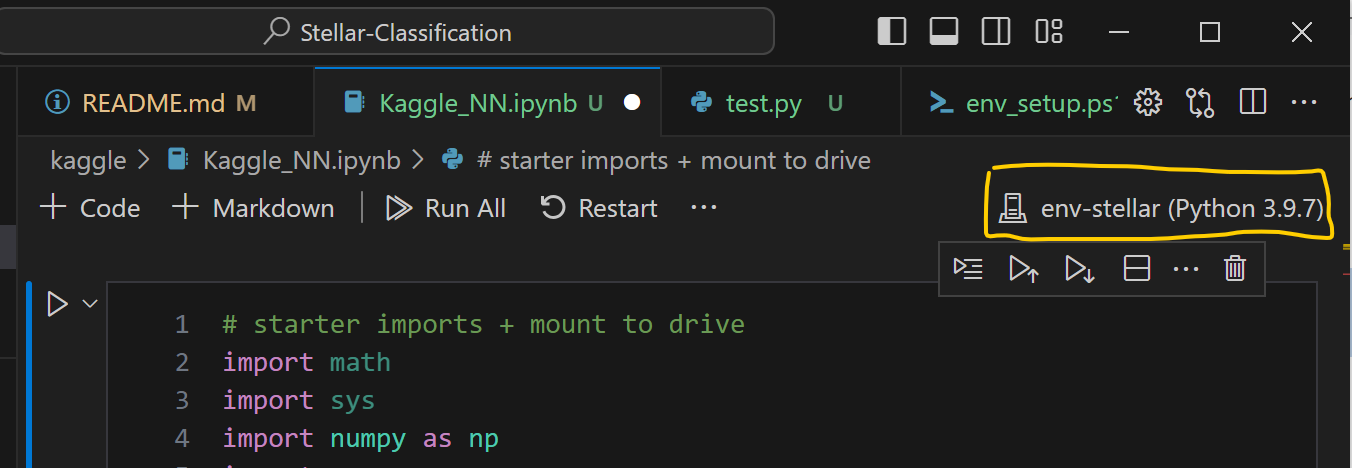 Stellar-Classification
README.md M
Kaggle_NN.ipynb U
test.py U
env_setup.ps
kaggle > Kaggle_NN.ipynb > # starter imports + mount to drive
+ Code + Markdown | Run All Restart ...
env-stellar (Python 3.9.7)
1 # starter imports + mount to drive
2 import math
3 import sys
4 import numpy as np